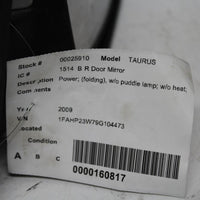 Stock # 00025910 Model TAURUS
IC # 1514 B R Door Mirror
Description Power; (folding), w/o puddle lamp; w/o heat;
Comments
Year 2009
VIN 1FAHP23W79G104473
Located
Condition
A B C
0000160817